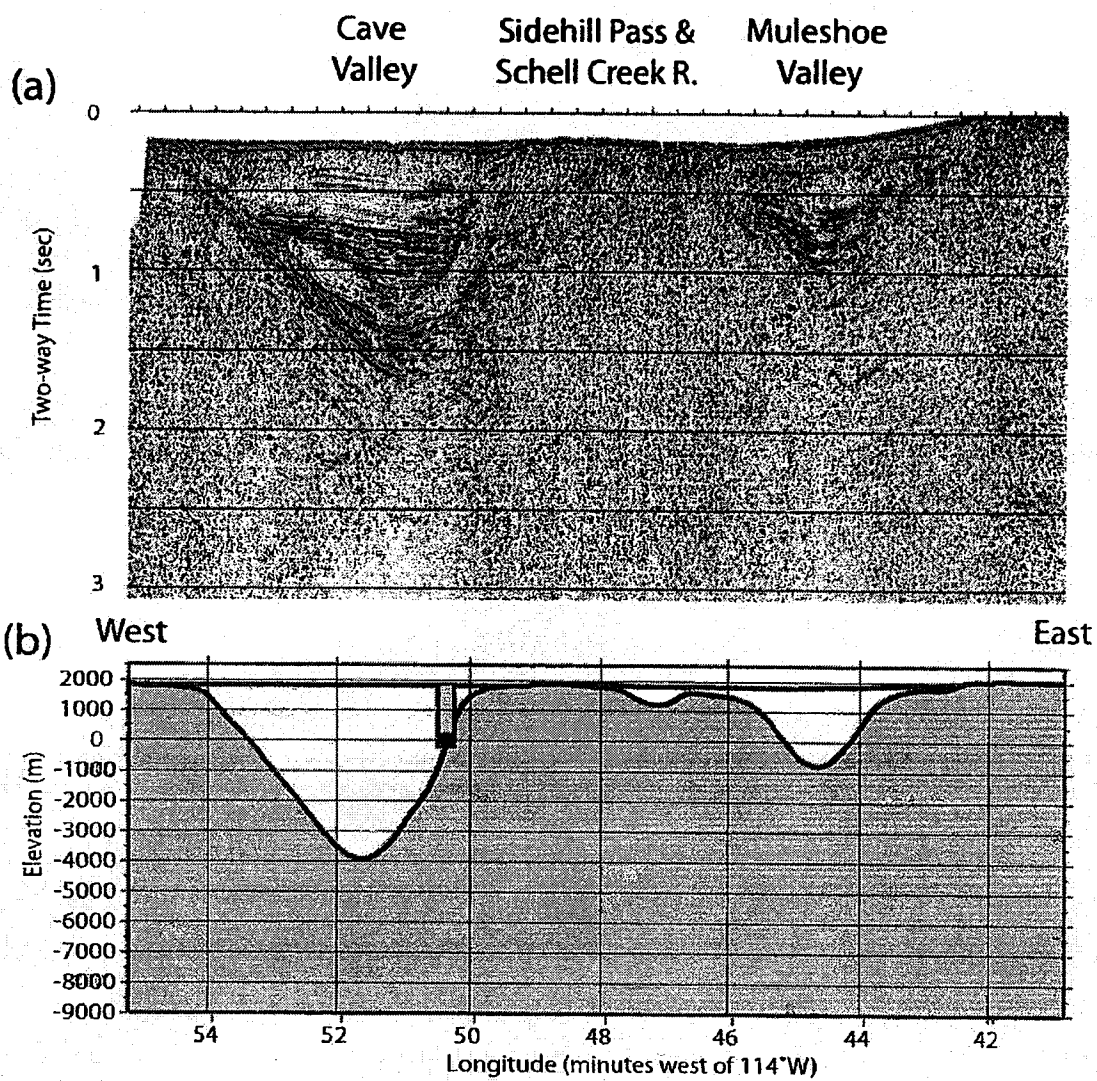 Cave
Valley
Sidehill Pass &
Schell Creek R.
Muleshoe
Valley
(a)
0
1
2
3
Two-way Time (sec)
(b)
West
East
2000
1000
0
-1000
-2000
-3000
-4000
-5000
-6000
-7000
-8000
-9000
Elevation (m)
54
52
50
48
46
44
42
Longitude (minutes west of 114°W)